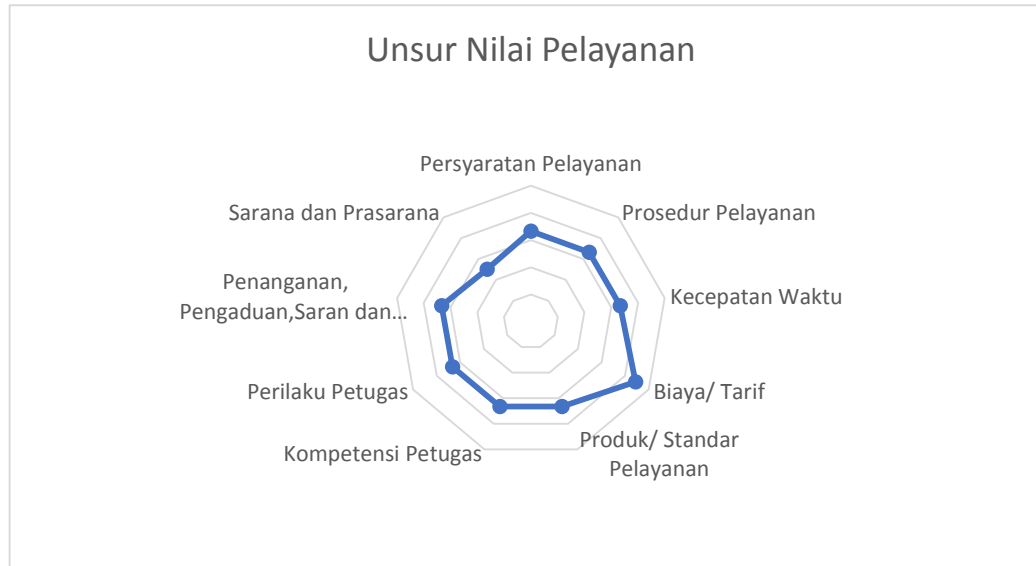 Unsur Nilai Pelayanan
Persyaratan Pelayanan
Prosedur Pelayanan
Kecepatan Waktu
Biaya/ Tarif
Produk/ Standar
Pelayanan
Kompetensi Petugas
Perilaku Petugas
Penanganan,
Pengaduan,Saran dan...
Sarana dan Prasarana